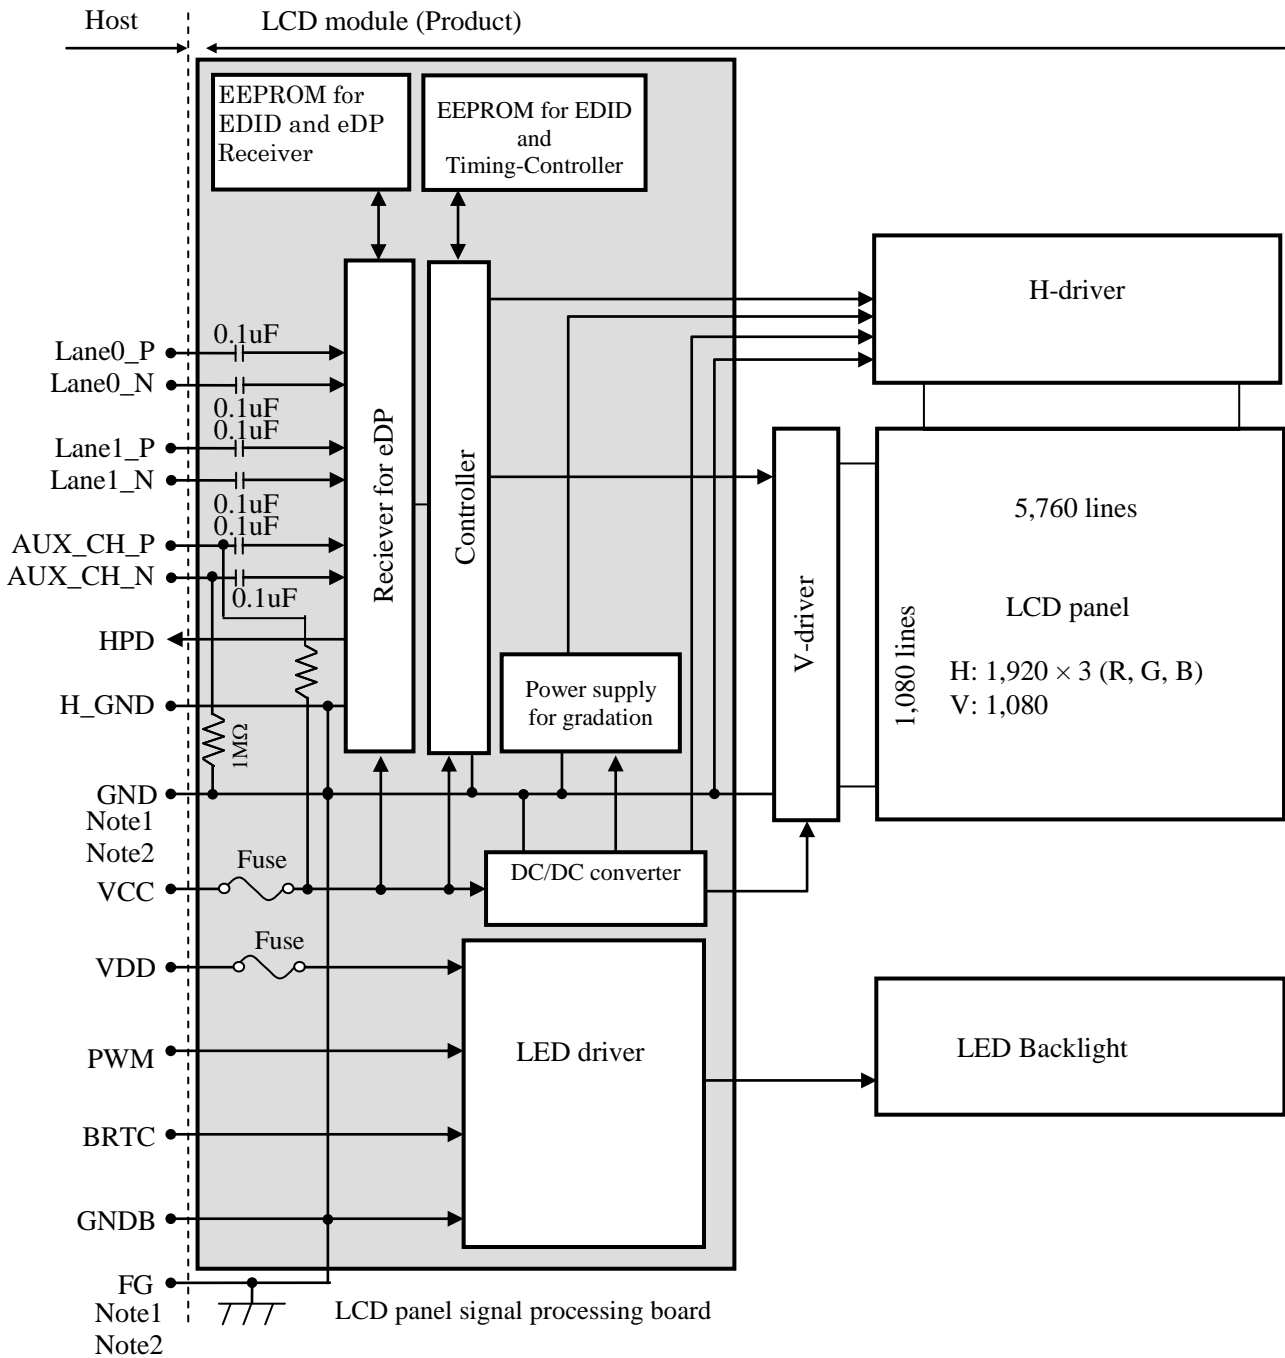 Host
LCD module (Product)
EEPROM for
EDID and eDP
Receiver
EEPROM for EDID
and
Timing-Controller
H-driver
Lane0_P
0.1uF
Lane0_N
0.1uF
Lane1_P
0.1uF
Lane1_N
0.1uF
AUX_CH_P
0.1uF
AUX_CH_N
0.1uF
HPD
H_GND
1MΩ
GND
Note1
Note2
Reciever for eDP
Controller
Power supply
for gradation
V-driver
5,760 lines
1,080 lines
LCD panel
H: 1,920 × 3 (R, G, B)
V: 1,080
Fuse
VCC
DC/DC converter
Fuse
VDD
PWM
LED driver
LED Backlight
BRTC
GNDB
FG
Note1
Note2
LCD panel signal processing board